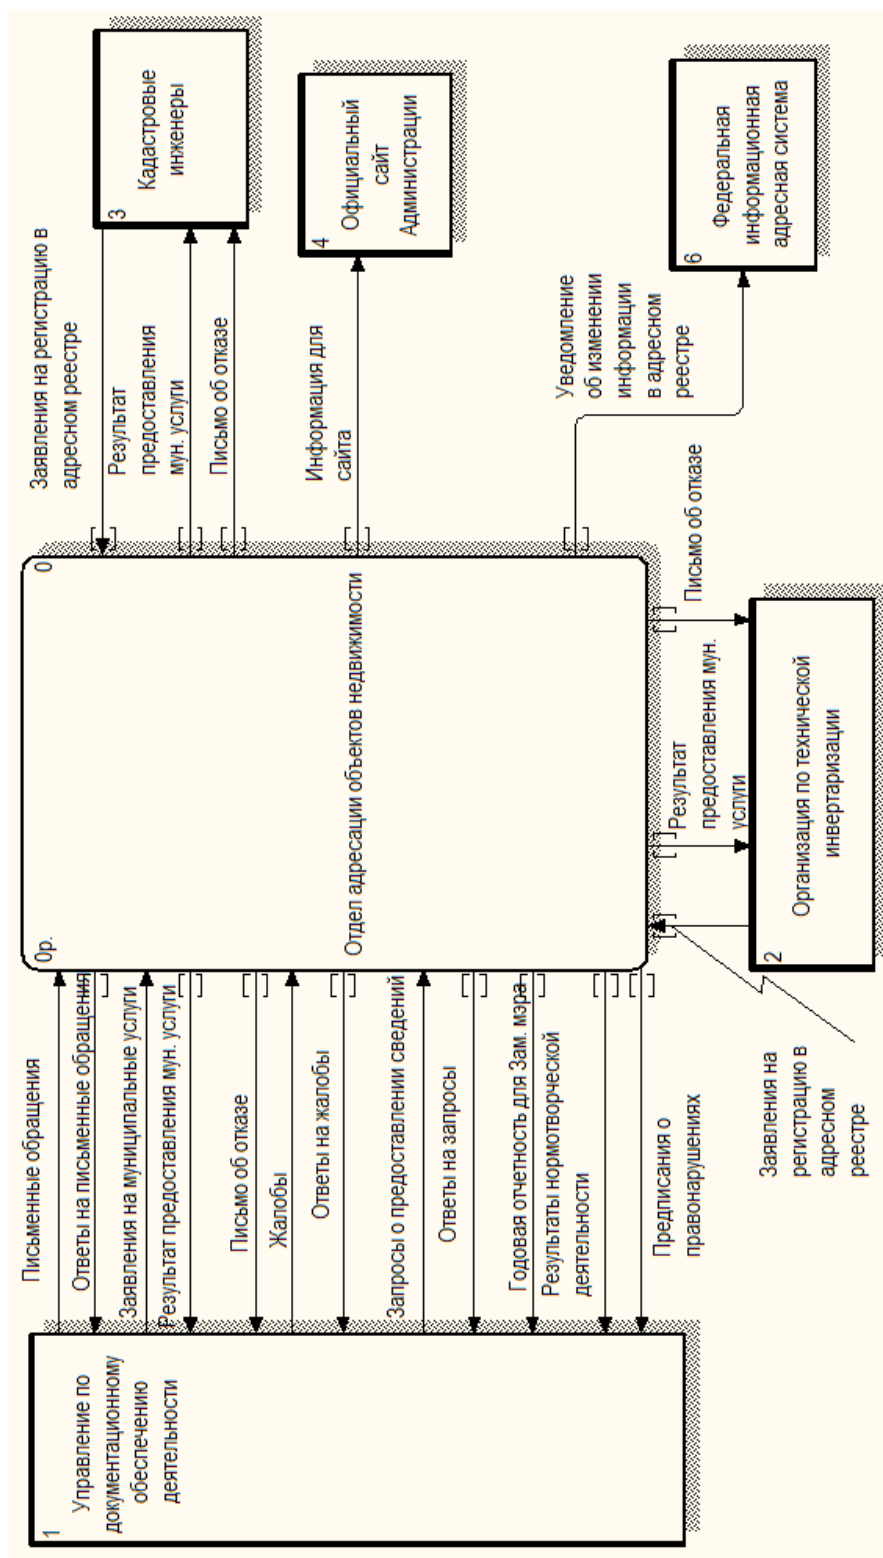 1
Управление по
документационному
обеспечению
деятельности
Письменные обращения
Ответы на письменные обращения
Заявления на муниципальные услуги
Результат предоставления мун. услуги
Письмо об отказе
Жалобы
Ответы на жалобы
Запросы о предоставлении сведений
Ответы на запросы
Годовая отчетность для Зам. мэра
Результаты нормотворческой
деятельности
Предписания о
правонарушениях
0р.
0
Отдел адресации объектов недвижимости
Заявления на регистрацию в
адресном реестре
Результат
предоставления
мун. услуги
Письмо об отказе
3
Кадастровые
инженеры
Информация для
сайта
4
Официальный
сайт
Администрации
Уведомление
об изменении
информации
в адресном
реестре
6
Федеральная
информационная
адресная система
Заявления на
регистрацию в
адресном
реестре
Результат
предоставления мун.
услуги
Письмо об отказе
2
Организация по технической
инвертаризации